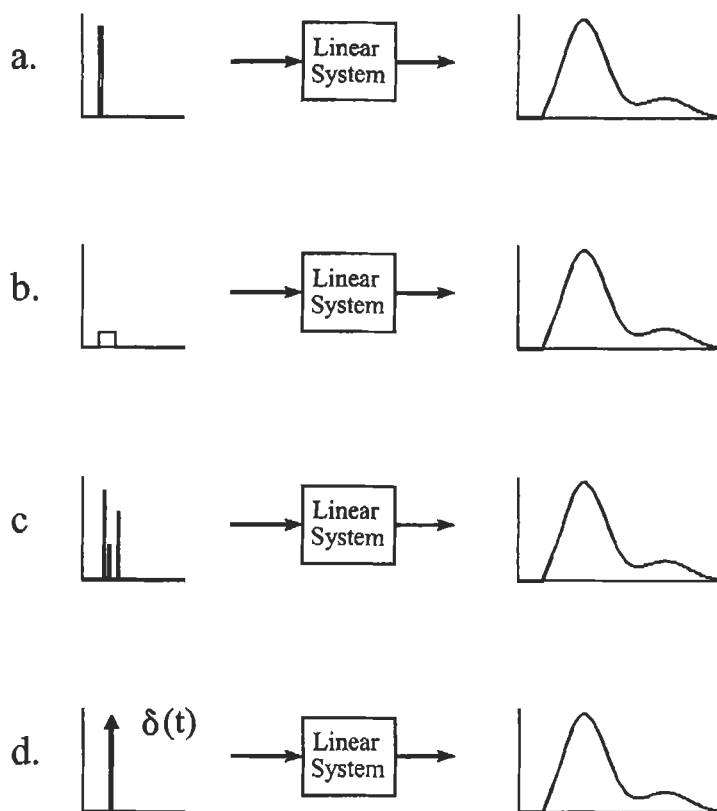 a.
Linear
System
b.
Linear
System
c
Linear
System
d.
δ(t)
Linear
System